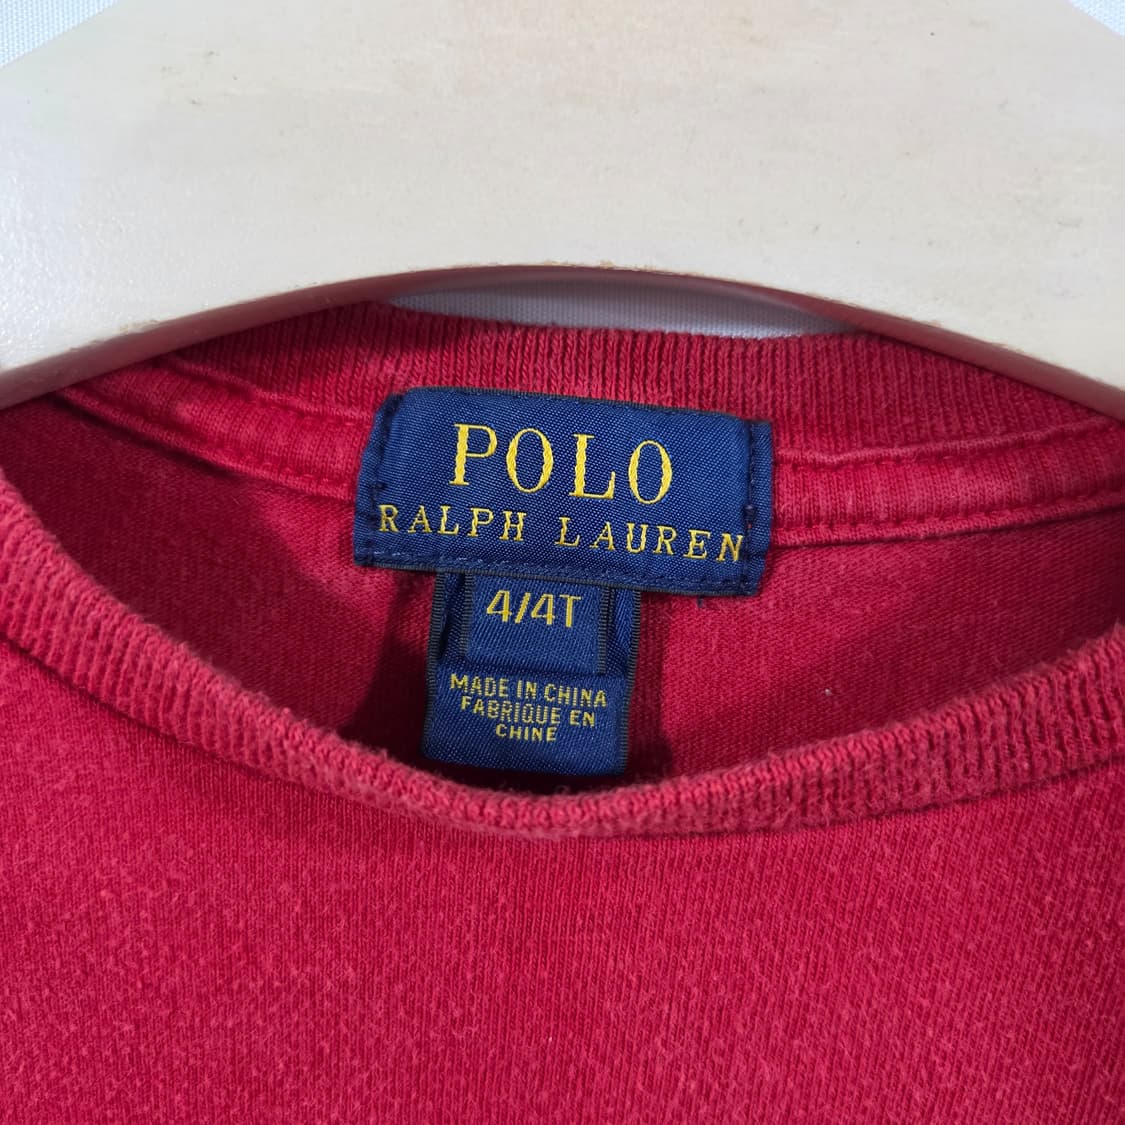 POLO
RALPH LAUREN
4/4T
MADE IN CHINA
FABRIQUE EN
CHINE